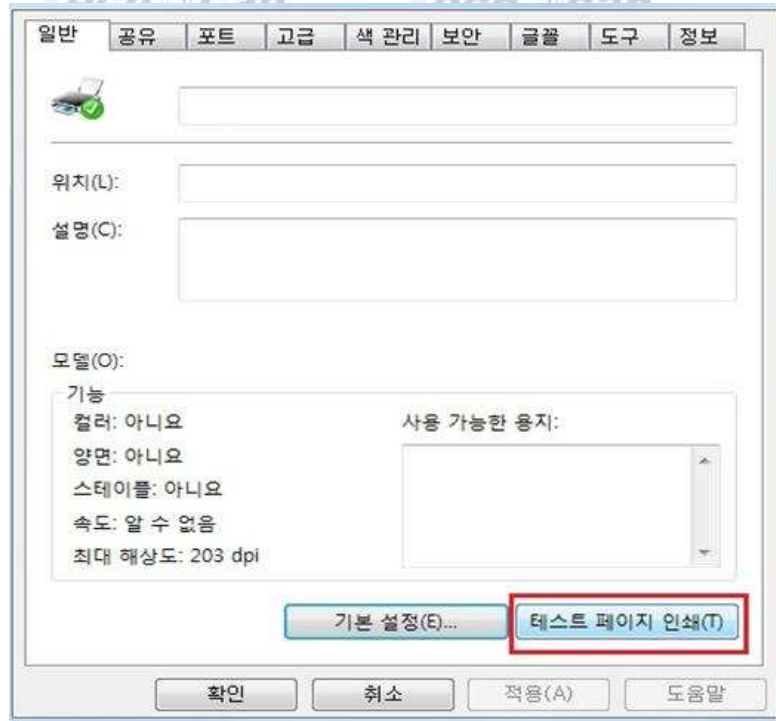 일반 공유 포트 고급 색 관리 보안 글꼴 도구 정보
위치(L):
설명(C):
모델(O):
기능
컬러: 아니요 사용 가능한 용지:
양면: 아니요
스테이플: 아니요
속도: 알 수 없음
최대 해상도: 203 dpi
기본 설정(E)... 테스트 페이지 인쇄(T)
확인 취소 적용(A) 도움말